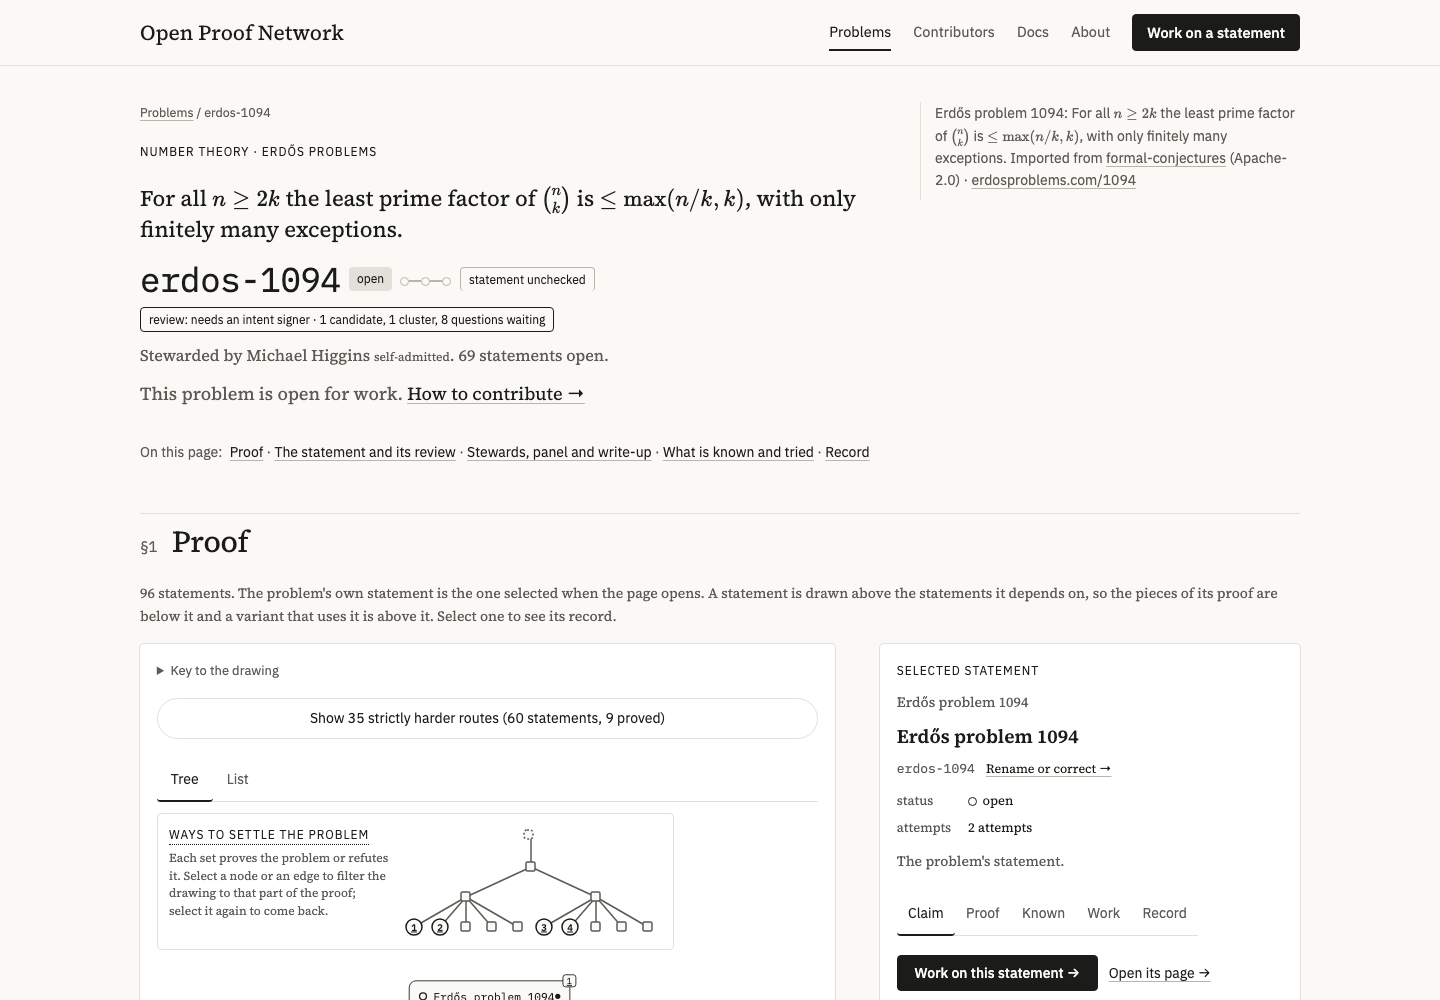 Open Proof Network
Problems Contributors Docs About Work on a statement
Problems / erdos-1094
NUMBER THEORY · ERDŐS PROBLEMS
For all n ≥ 2k the least prime factor of (n k) is ≤ max(n/k, k), with only
finitely many exceptions.
erdos-1094 open statement unchecked
review: needs an intent signer · 1 candidate, 1 cluster, 8 questions waiting
Stewarded by Michael Higgins self-admitted. 69 statements open.
This problem is open for work. How to contribute →
Erdős problem 1094: For all n ≥ 2k the least prime factor
of (n k) is ≤ max(n/k, k), with only finitely many
exceptions. Imported from formal-conjectures (Apache-
2.0) · erdosproblems.com/1094
On this page: Proof · The statement and its review · Stewards, panel and write-up · What is known and tried · Record
§1 Proof
96 statements. The problem's own statement is the one selected when the page opens. A statement is drawn above the statements it depends on, so the pieces of its proof are
below it and a variant that uses it is above it. Select one to see its record.
▶ Key to the drawing
Show 35 strictly harder routes (60 statements, 9 proved)
Tree List
WAYS TO SETTLE THE PROBLEM
Each set proves the problem or refutes
it. Select a node or an edge to filter the
drawing to that part of the proof;
select it again to come back.
1 2 3 4
1
Erdős problem 1094
SELECTED STATEMENT
Erdős problem 1094
Erdős problem 1094
erdos-1094 Rename or correct →
status open
attempts 2 attempts
The problem's statement.
Claim Proof Known Work Record
Work on this statement → Open its page →